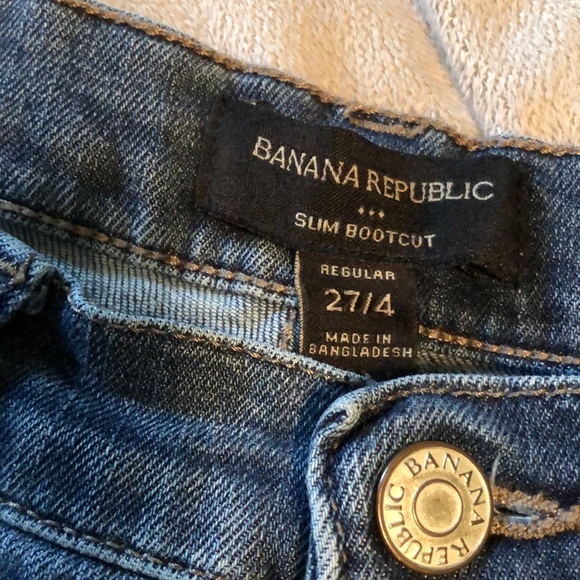 BANANA REPUBLIC
SLIM BOOTCUT
REGULAR
27/4
MADE IN
BANGLADESH
BANANA REPUBLIC